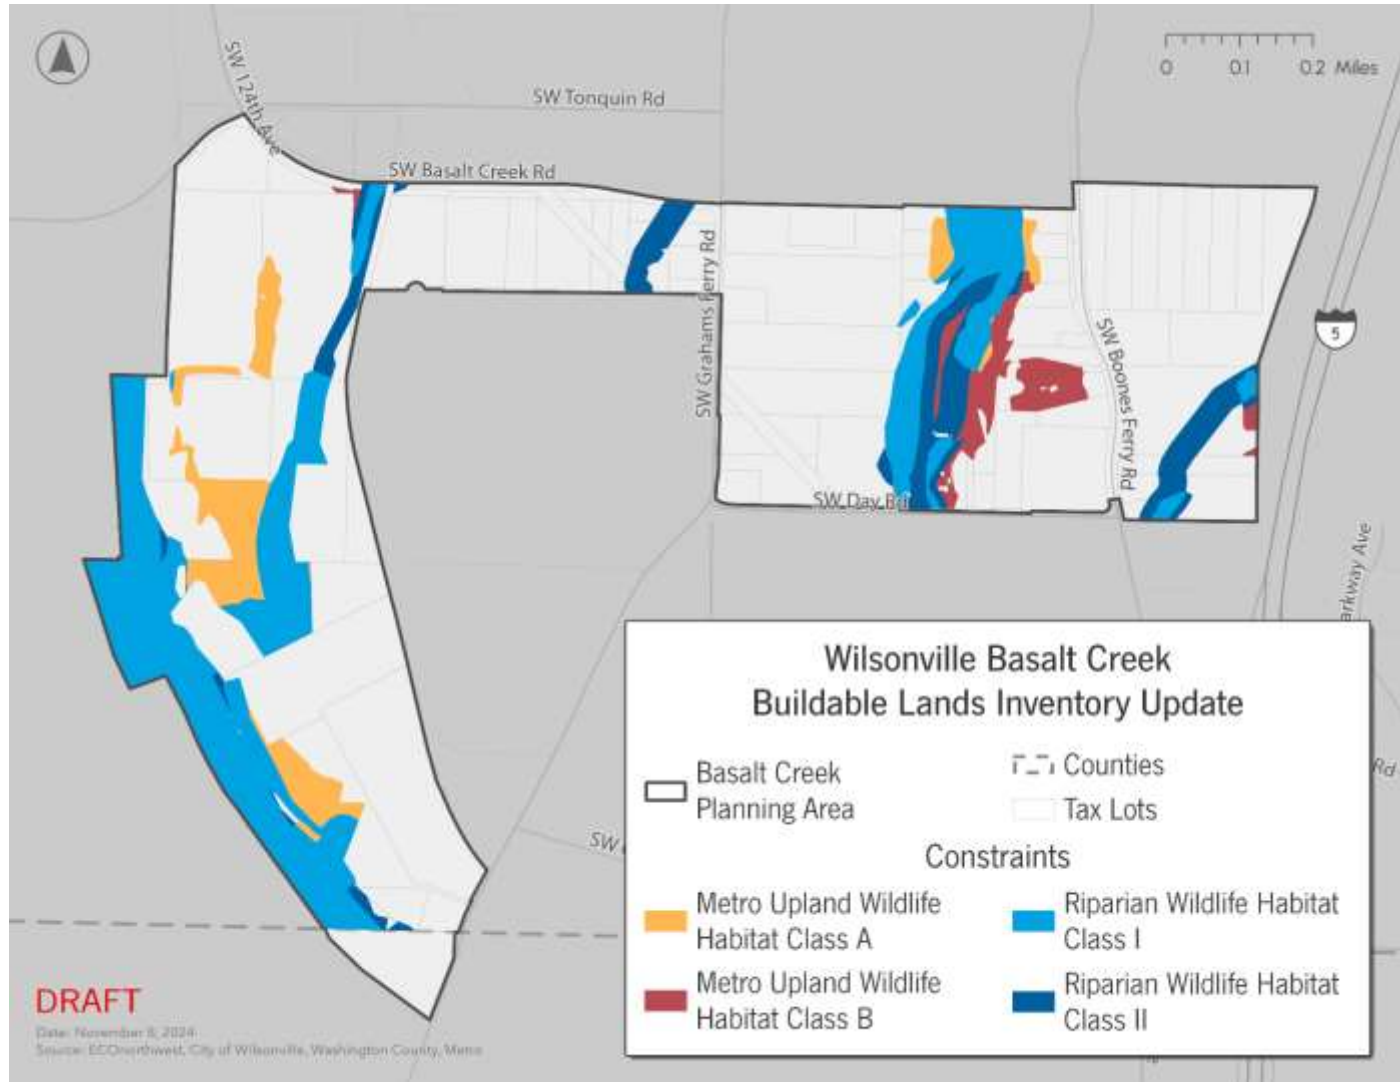 SW 124th Ave
SW Tonquin Rd
0 0.1 0.2 Miles
SW Basalt Creek Rd
SW Grahams Ferry Rd
5
SW Boones Ferry Rd
SW Day Rd
arkway Ave
Rd
SW
Wilsonville Basalt Creek
Buildable Lands Inventory Update
Basalt Creek
Planning Area
Counties
Tax Lots
Constraints
Metro Upland Wildlife
Habitat Class A
Metro Upland Wildlife
Habitat Class B
Riparian Wildlife Habitat
Class I
Riparian Wildlife Habitat
Class II
DRAFT
Date: November 8, 2024
Source: ECOnorthwest, City of Wilsonville, Washington County, Metro